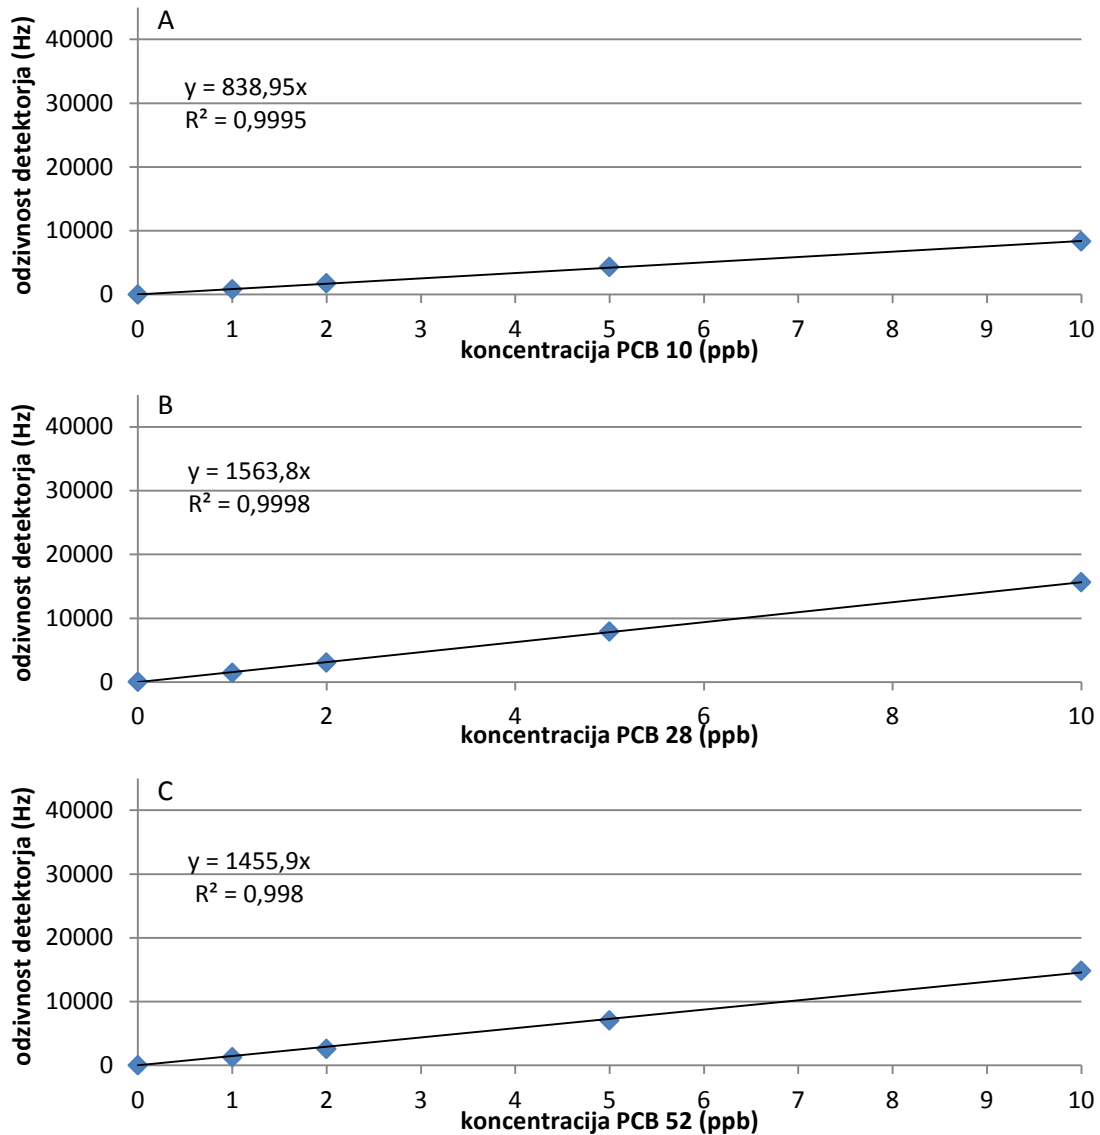 A
odzivnost detektorja (Hz)
40000
30000
20000
10000
0
y = 838,95x
R² = 0,9995
0 1 2 3 4 5 6 7 8 9 10
koncentracija PCB 10 (ppb)
B
odzivnost detektorja (Hz)
40000
30000
20000
10000
0
y = 1563,8x
R² = 0,9998
0 2 4 6 8 10
koncentracija PCB 28 (ppb)
C
odzivnost detektorja (Hz)
40000
30000
20000
10000
0
y = 1455,9x
R² = 0,998
0 1 2 3 4 5 6 7 8 9 10
koncentracija PCB 52 (ppb)